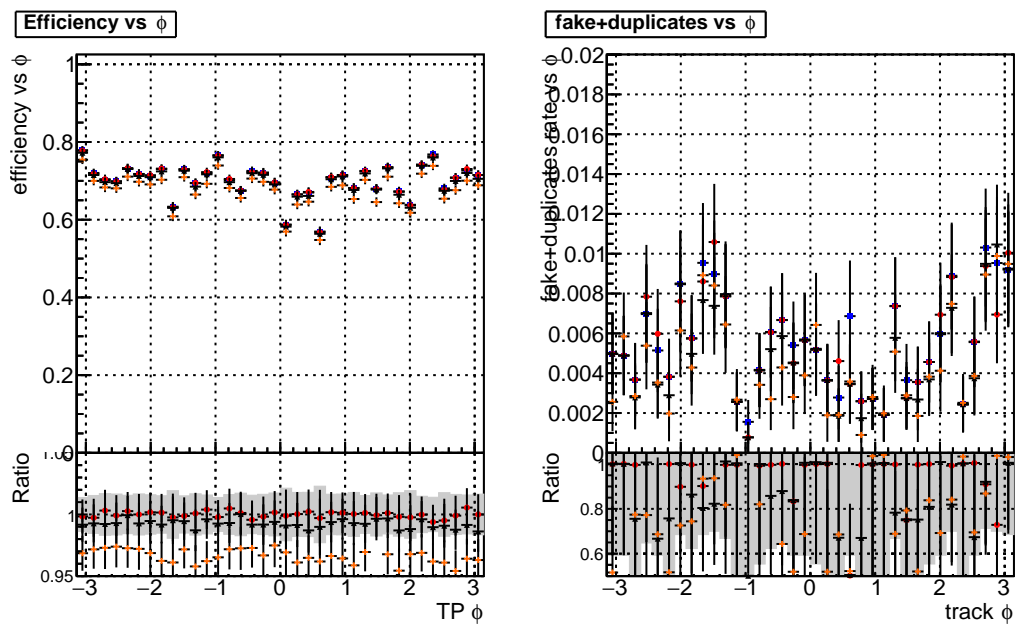 Efficiency vs ϕ
efficiency vs ϕ
1
0.8
0.6
0.4
0.2
0
Ratio
1.05
1
0.95
−3 −2 −1 0 1 2 3
TP ϕ
fake+duplicates vs ϕ
fake+duplicates rate vs ϕ
0.02
0.018
0.016
0.014
0.012
0.01
0.008
0.006
0.004
0.002
0
Ratio
1
0.8
0.6
−3 −2 −1 0 1 2 3
track ϕ